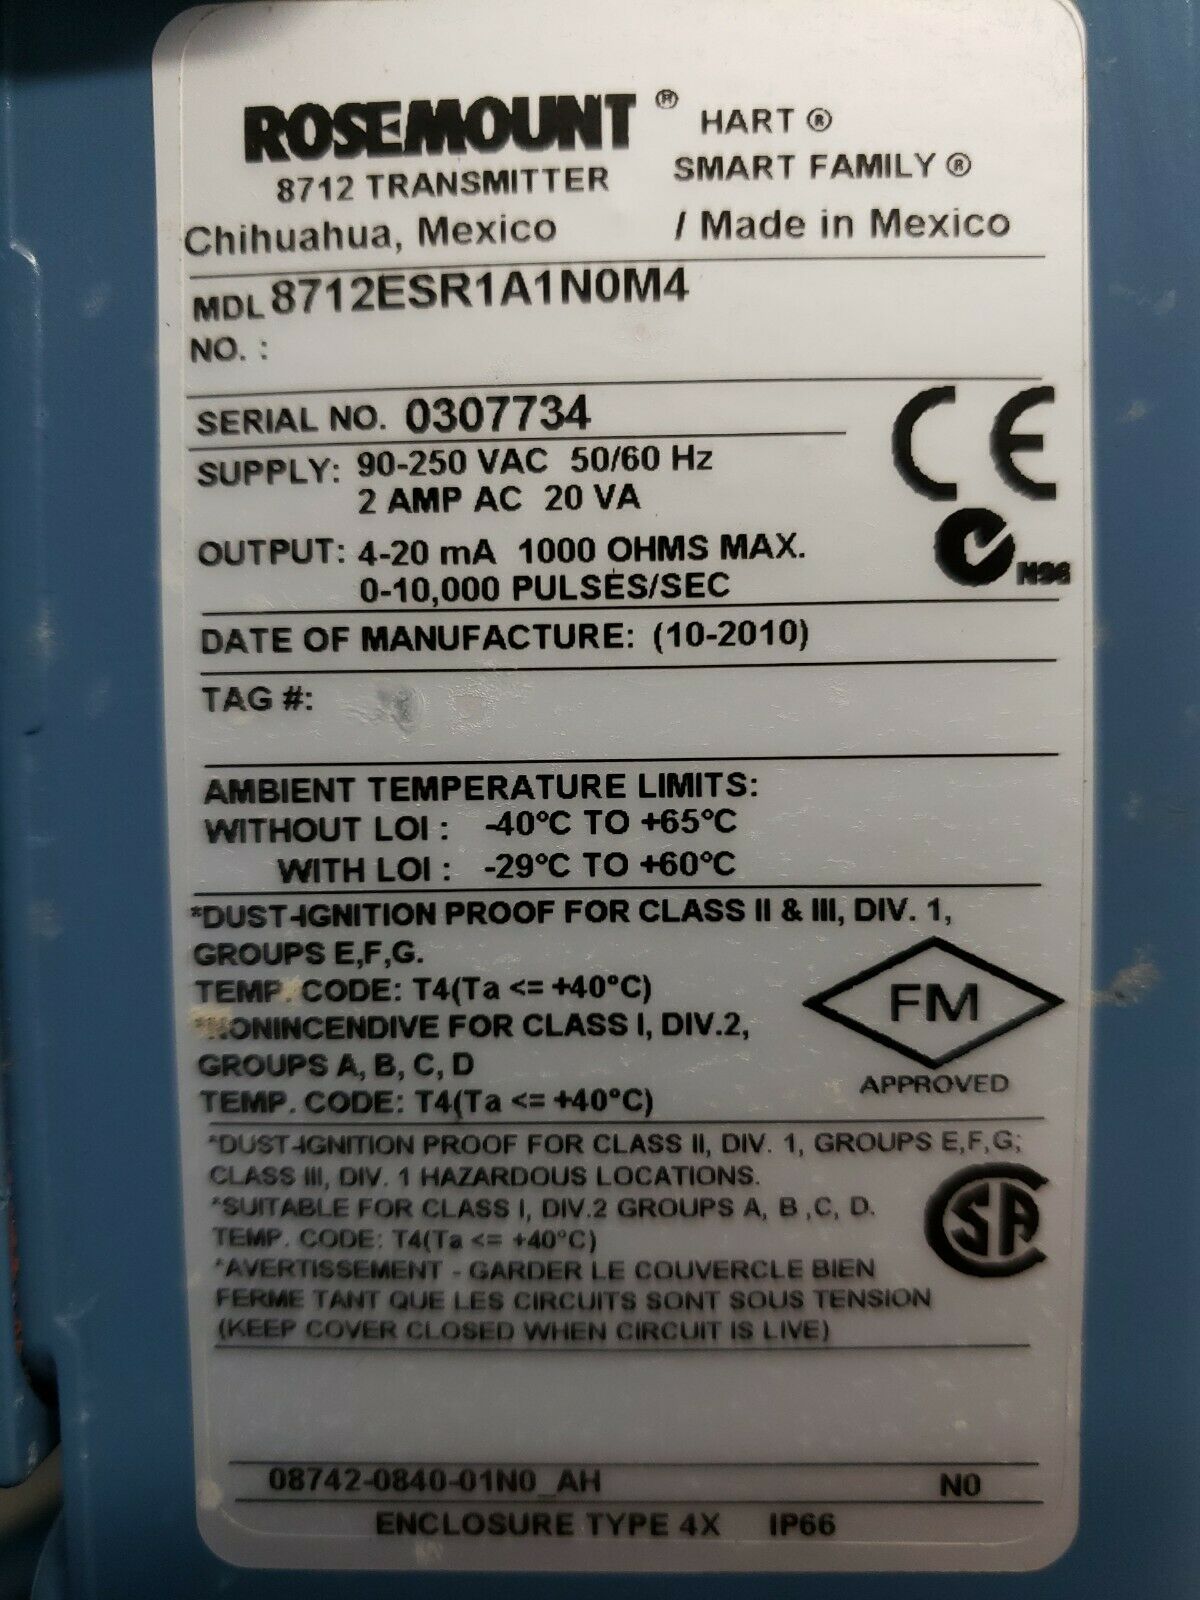 ROSEMOUNT ® HART ®
8712 TRANSMITTER SMART FAMILY ®
Chihuahua, Mexico / Made in Mexico
MDL 8712ESR1A1N0M4
NO. :
SERIAL NO. 0307734
SUPPLY: 90-250 VAC 50/60 Hz
2 AMP AC 20 VA
CE
OUTPUT: 4-20 mA 1000 OHMS MAX.
N96
0-10,000 PULSES/SEC
DATE OF MANUFACTURE: (10-2010)
TAG #:
AMBIENT TEMPERATURE LIMITS:
WITHOUT LOI : -40°C TO +65°C
WITH LOI : -29°C TO +60°C
*DUST-IGNITION PROOF FOR CLASS II & III, DIV. 1,
GROUPS E,F,G.
TEMP. CODE: T4(Ta <= +40°C)
*NONINCENDIVE FOR CLASS I, DIV.2,
GROUPS A, B, C, D
TEMP. CODE: T4(Ta <= +40°C)
FM
APPROVED
*DUST-IGNITION PROOF FOR CLASS II, DIV. 1, GROUPS E,F,G;
CLASS III, DIV. 1 HAZARDOUS LOCATIONS.
*SUITABLE FOR CLASS I, DIV.2 GROUPS A, B ,C, D.
TEMP. CODE: T4(Ta <= +40°C)
CSA
*AVERTISSEMENT - GARDER LE COUVERCLE BIEN
FERME TANT QUE LES CIRCUITS SONT SOUS TENSION
(KEEP COVER CLOSED WHEN CIRCUIT IS LIVE)
08742-0840-01N0_AH N0
ENCLOSURE TYPE 4X IP66